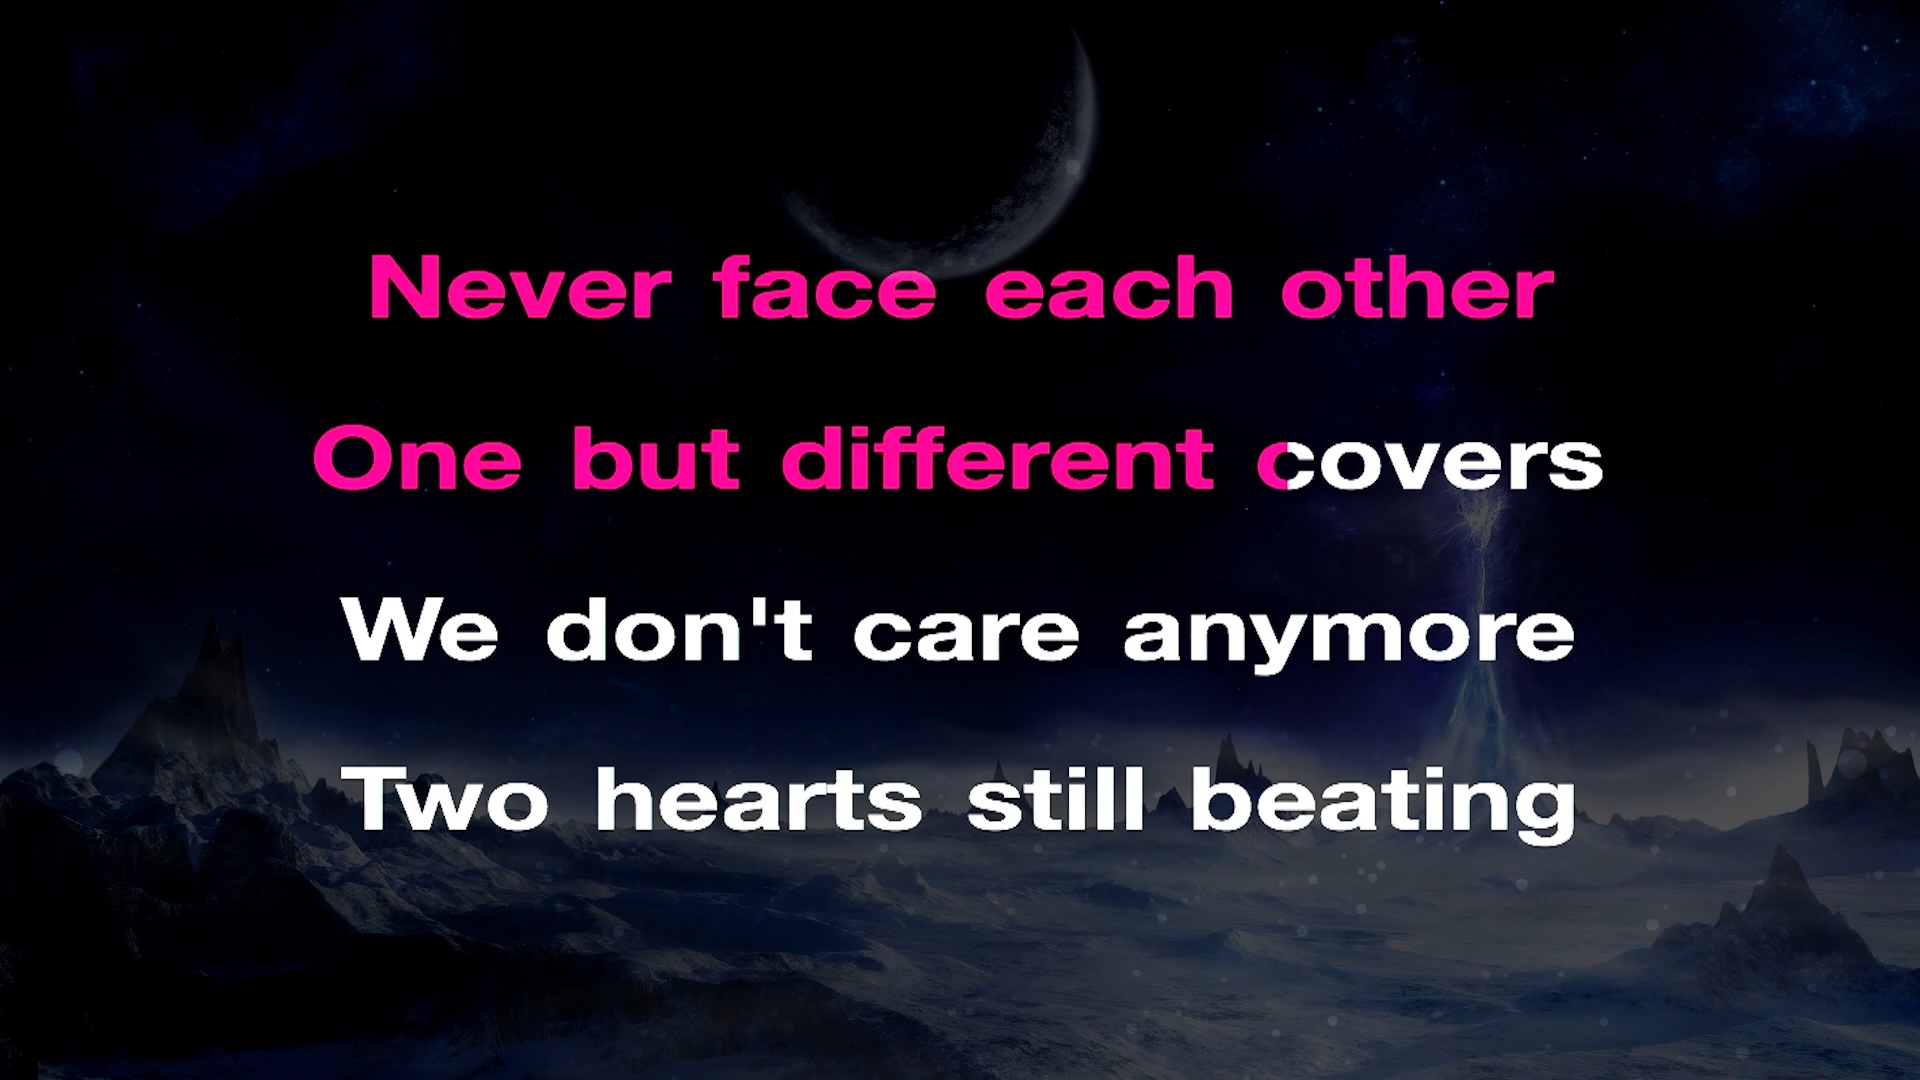 Never face each other
One but different covers
We don't care anymore
Two hearts still beating